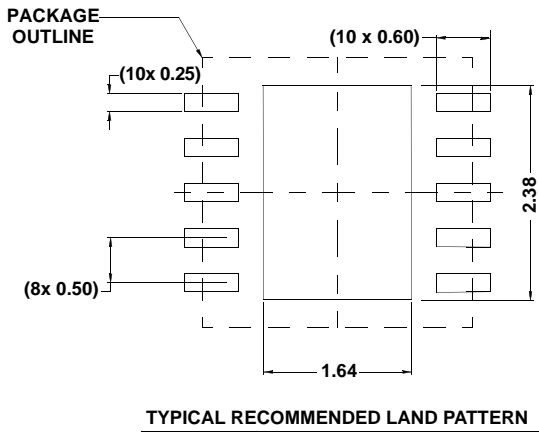 PACKAGE
OUTLINE
(10 x 0.60)
(10x 0.25)
2.38
(8x 0.50)
1.64
TYPICAL RECOMMENDED LAND PATTERN